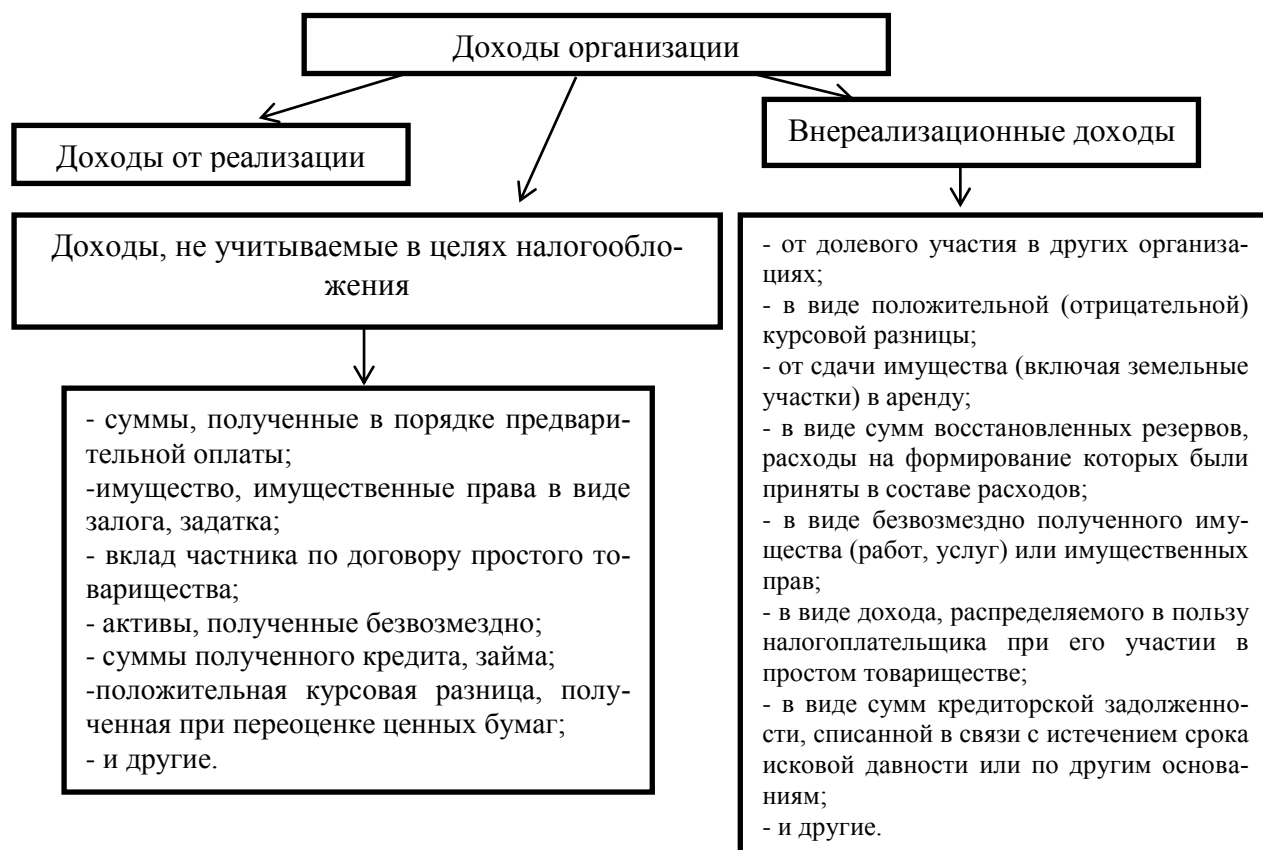 Доходы организации
Доходы от реализации
Внереализационные доходы
Доходы, не учитываемые в целях налогообло-
жения
- суммы, полученные в порядке предвари-
тельной оплаты;
-имущество, имущественные права в виде
залога, задатка;
- вклад частника по договору простого то-
варищества;
- активы, полученные безвозмездно;
- суммы полученного кредита, займа;
-положительная курсовая разница, полу-
ченная при переоценке ценных бумаг;
- и другие.
- от долевого участия в других организа-
циях;
- в виде положительной (отрицательной)
курсовой разницы;
- от сдачи имущества (включая земельные
участки) в аренду;
- в виде сумм восстановленных резервов,
расходы на формирование которых были
приняты в составе расходов;
- в виде безвозмездно полученного иму-
щества (работ, услуг) или имущественных
прав;
- в виде дохода, распределяемого в пользу
налогоплательщика при его участии в
простом товариществе;
- в виде сумм кредиторской задолженно-
сти, списанной в связи с истечением срока
исковой давности или по другим основа-
ниям;
- и другие.